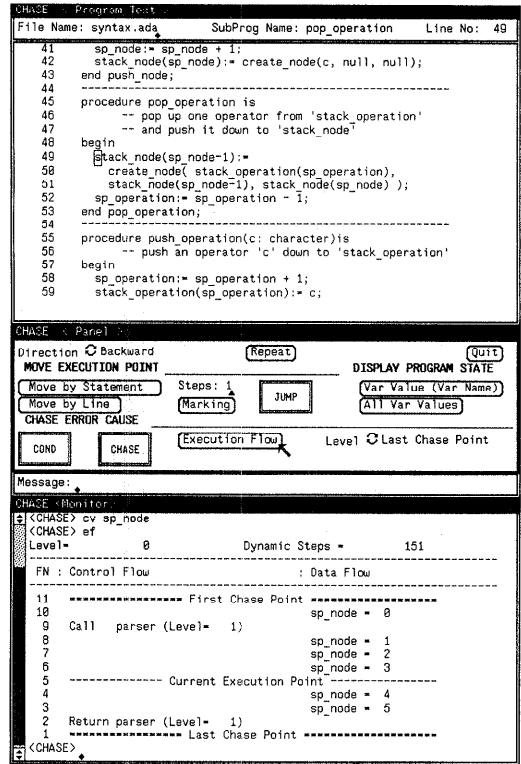 CHASE < Program Text >
File Name: syntax.ada SubProg Name: pop_operation Line No: 49
41 sp_node:= sp_node + 1;
42 stack_node(sp_node):= create_node(c, null, null);
43 end push_node;
44 --------------------------------------------------
45 procedure pop_operation is
46 -- pop up one operator from 'stack_operation'
47 -- and push it down to 'stack_node'
48 begin
49 stack_node(sp_node-1):=
50 create_node( stack_operation(sp_operation),
51 stack_node(sp_node-1), stack_node(sp_node) );
52 sp_operation:= sp_operation - 1;
53 end pop_operation;
54 --------------------------------------------------
55 procedure push_operation(c: character)is
56 -- push an operator 'c' down to 'stack_operation'
57 begin
58 sp_operation:= sp_operation + 1;
59 stack_operation(sp_operation):= c;
CHASE < Panel >
Direction Backward Repeat Quit
MOVE EXECUTION POINT DISPLAY PROGRAM STATE
Move by Statement Steps: 1 JUMP Var Value (Var Name)
Move by Line Marking All Var Values
CHASE ERROR CAUSE
COND CHASE Execution Flow Level Last Chase Point
Message:
CHASE <Monitor>
<CHASE> cv sp_node
<CHASE> ef
Level= 0 Dynamic Steps = 151
FN : Control Flow : Data Flow
11 ================ First Chase Point =================
10 sp_node = 0
9 Call parser (Level= 1)
8 sp_node = 1
7 sp_node = 2
6 sp_node = 3
5 ------------- Current Execution Point --------------
4 sp_node = 4
3 sp_node = 5
2 Return parser (Level= 1)
1 ================ Last Chase Point ==================
<CHASE>